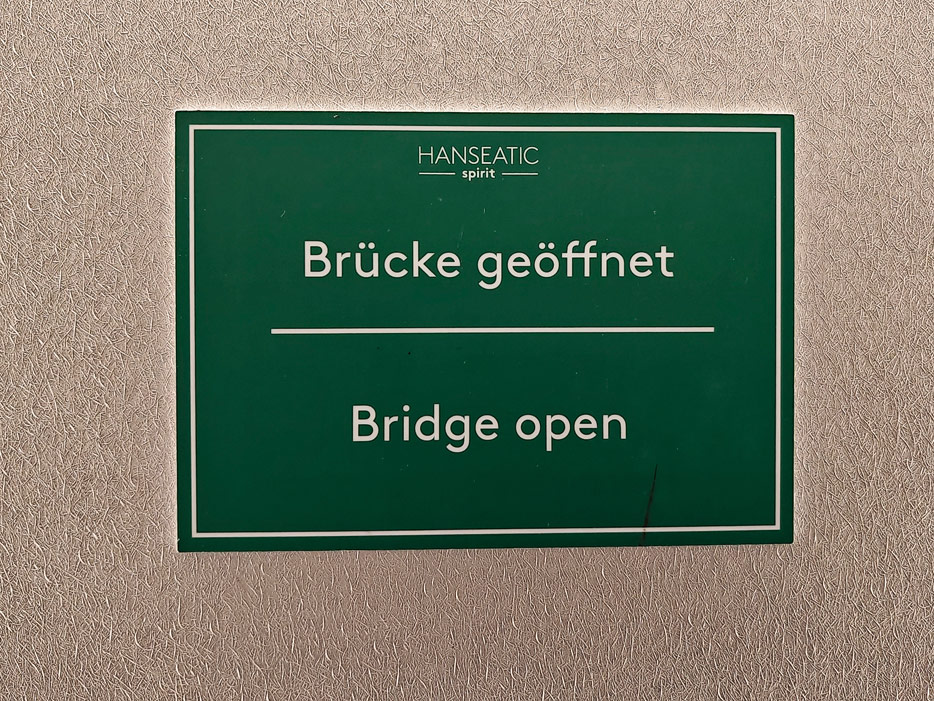 HANSEATIC
spirit
Brücke geöffnet
Bridge open